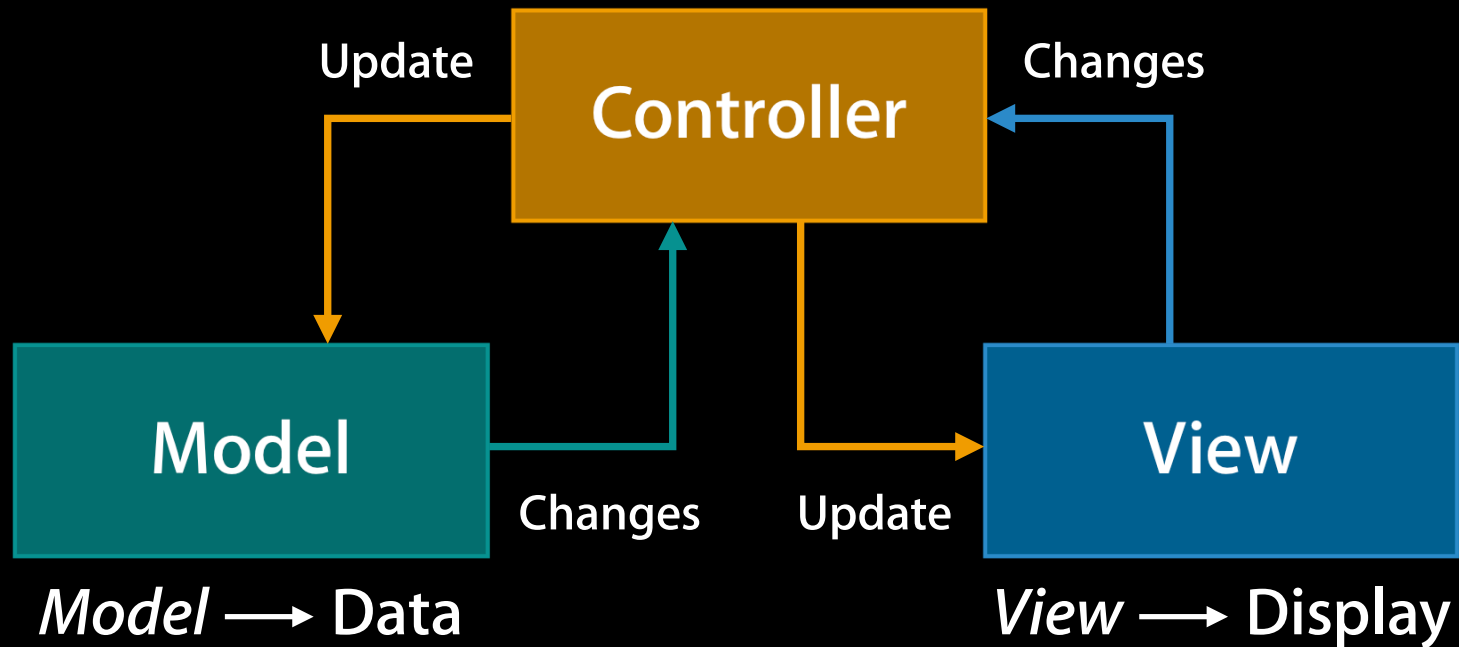 Update
Controller
Changes
Model
View
Changes
Update
Model → Data
View → Display